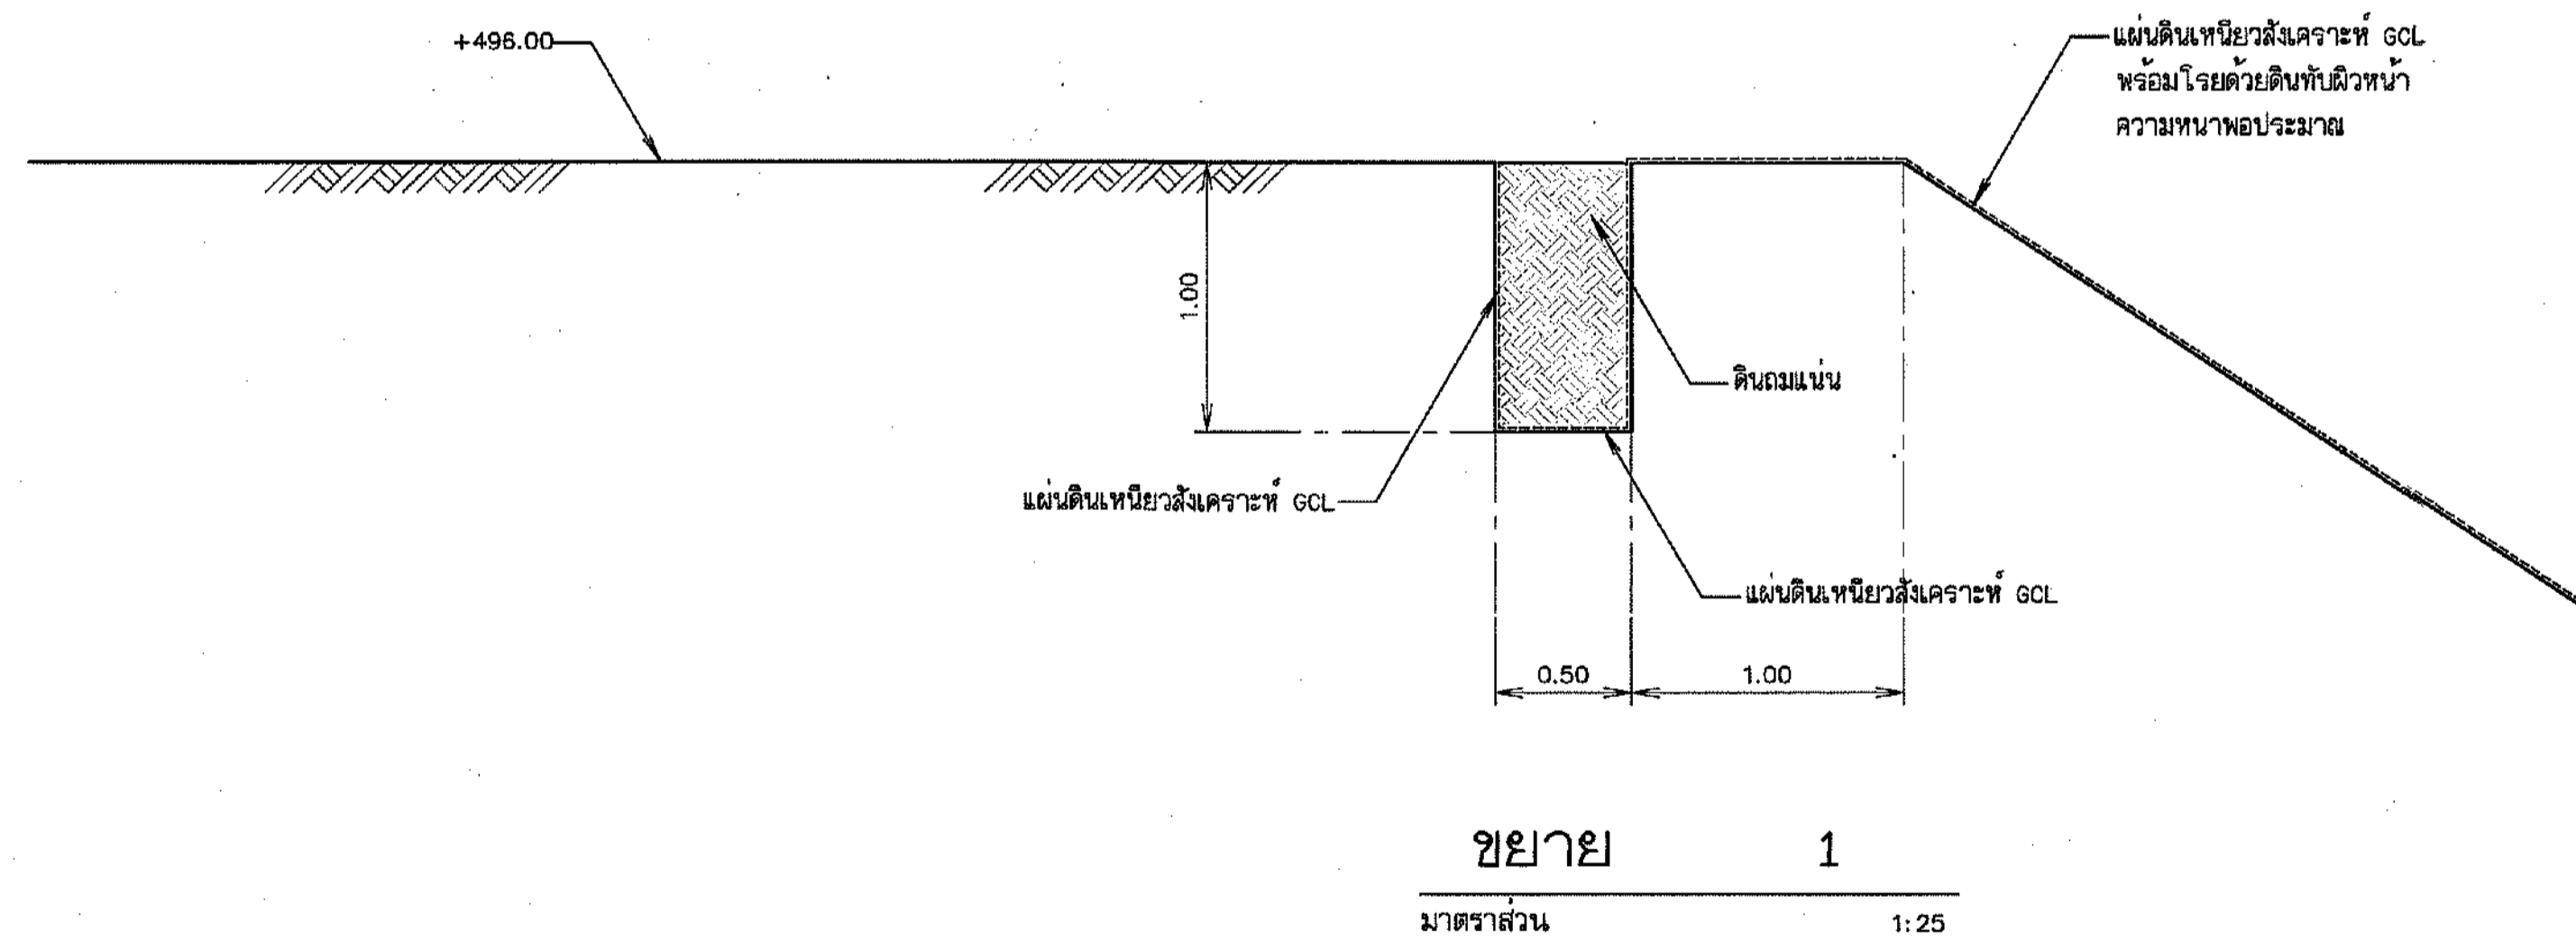 +496.00
แผ่นดินเหนียวสังเคราะห์ GCL
พร้อมโรยด้วยดินทับผิวหน้า
ความหนาพอประมาณ
1.00
ดินถมแน่น
แผ่นดินเหนียวสังเคราะห์ GCL
แผ่นดินเหนียวสังเคราะห์ GCL
0.50
1.00
ขยาย 1
มาตราส่วน 1:25